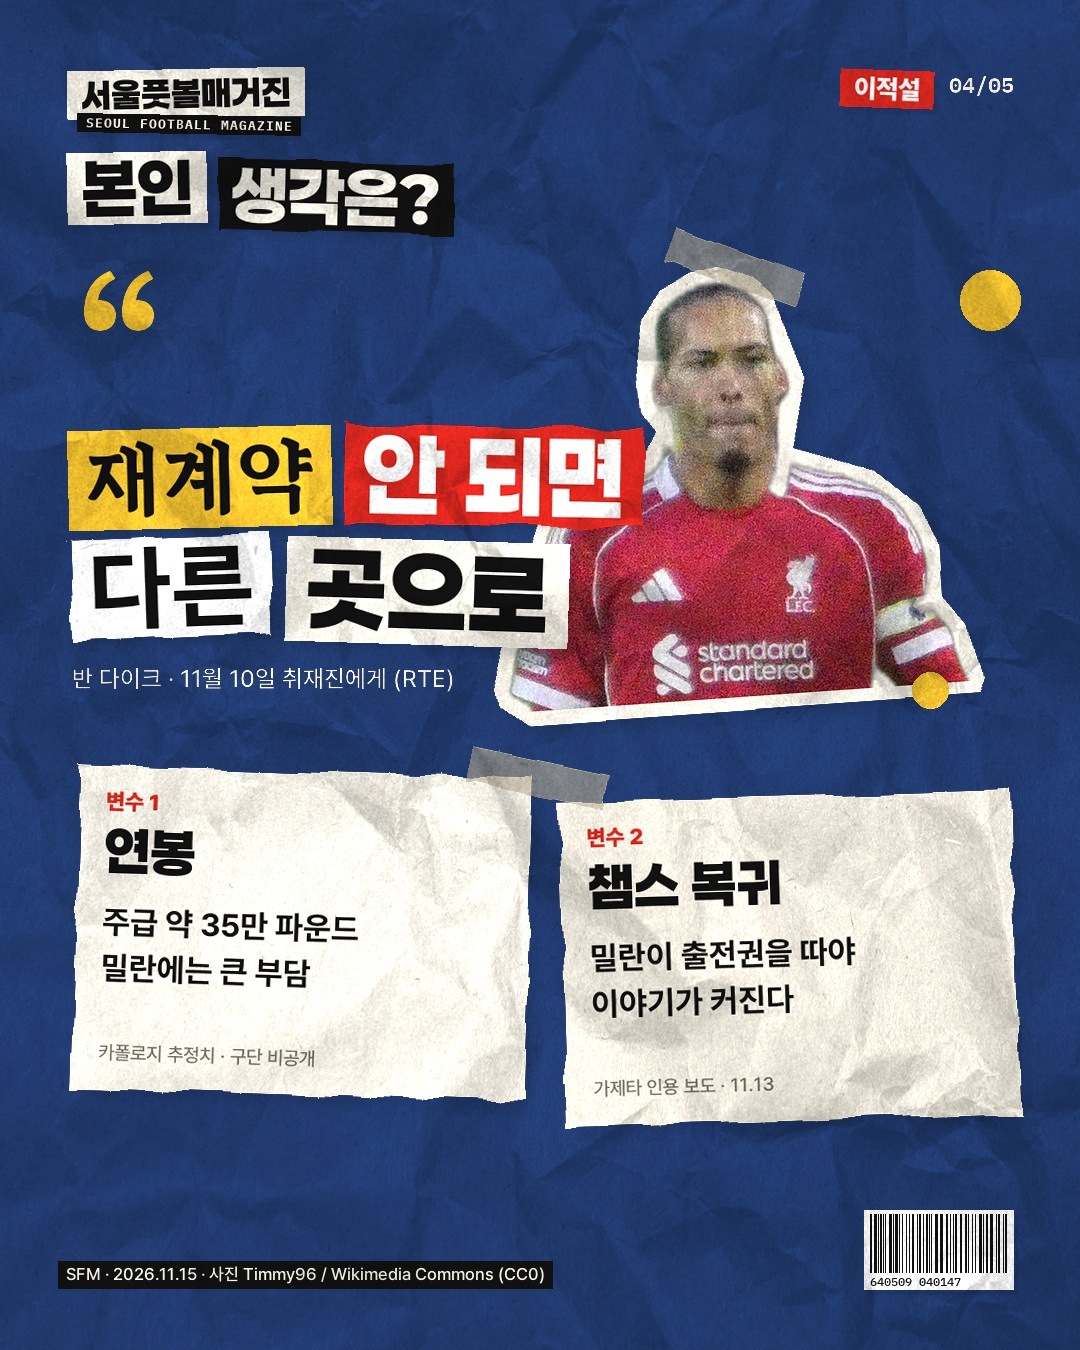 서울풋볼매거진
SEOUL FOOTBALL MAGAZINE
이적설 04/05
본인 생각은?
“
재계약 안 되면
다른 곳으로
반 다이크 · 11월 10일 취재진에게 (RTE)
L.F.C.
standard
chartered
변수 1
연봉
주급 약 35만 파운드
밀란에는 큰 부담
카폴로지 추정치 · 구단 비공개
변수 2
챔스 복귀
밀란이 출전권을 따야
이야기가 커진다
가제타 인용 보도 · 11.13
SFM · 2026.11.15 · 사진 Timmy96 / Wikimedia Commons (CC0)
640509 040147